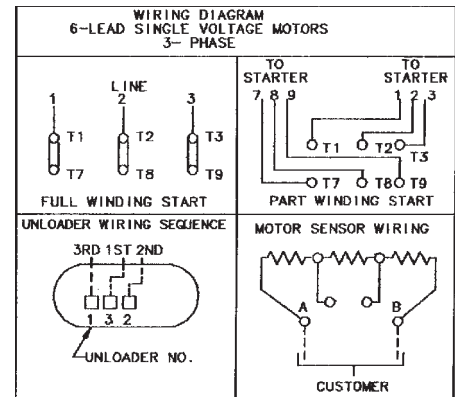 WIRING DIAGRAM
6-LEAD SINGLE VOLTAGE MOTORS
3- PHASE
LINE
1 2 3
T1 T2 T3
T7 T8 T9
FULL WINDING START
TO STARTER TO STARTER
7 8 9 1 2 3
T1 T2 T3
T7 T8 T9
PART WINDING START
UNLOADER WIRING SEQUENCE
3RD 1ST 2ND
1 3 2
UNLOADER NO.
MOTOR SENSOR WIRING
A B
CUSTOMER